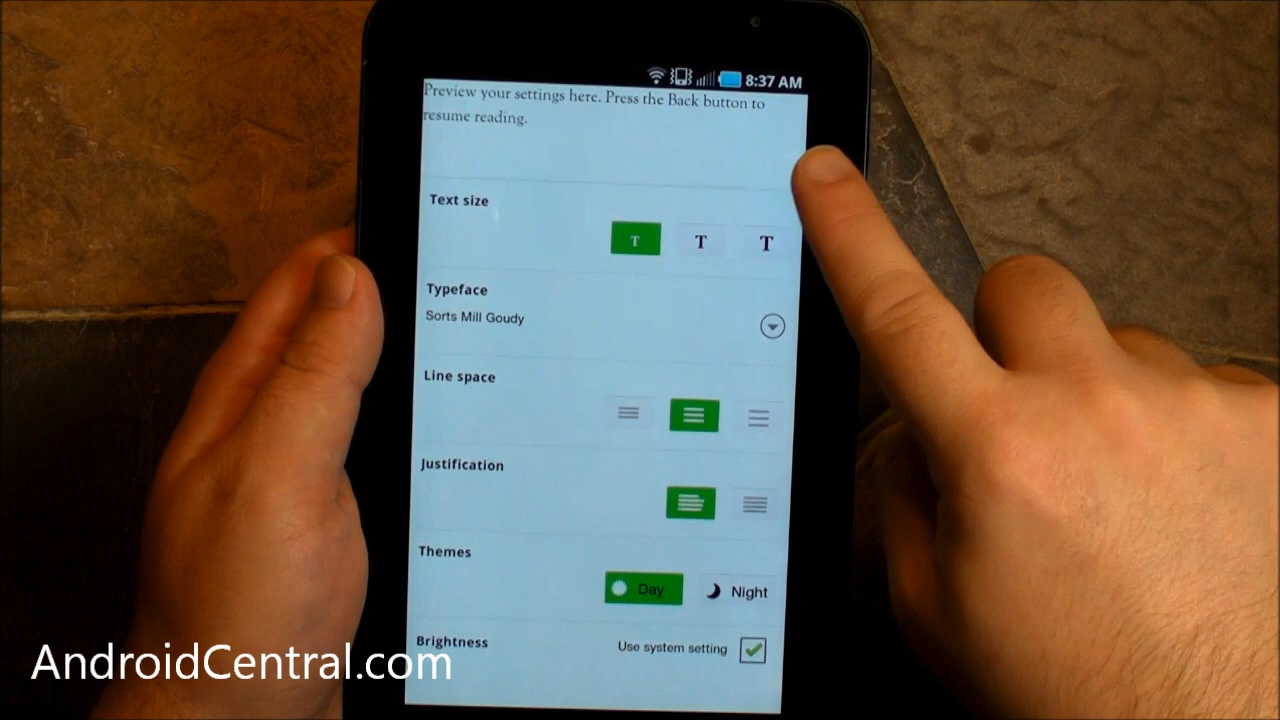 8:37 AM
Preview your settings here. Press the Back button to
resume reading.
Text size
T T T
Typeface
Sorts Mill Goudy
Line space
Justification
Themes
Day Night
Brightness
Use system setting
AndroidCentral.com